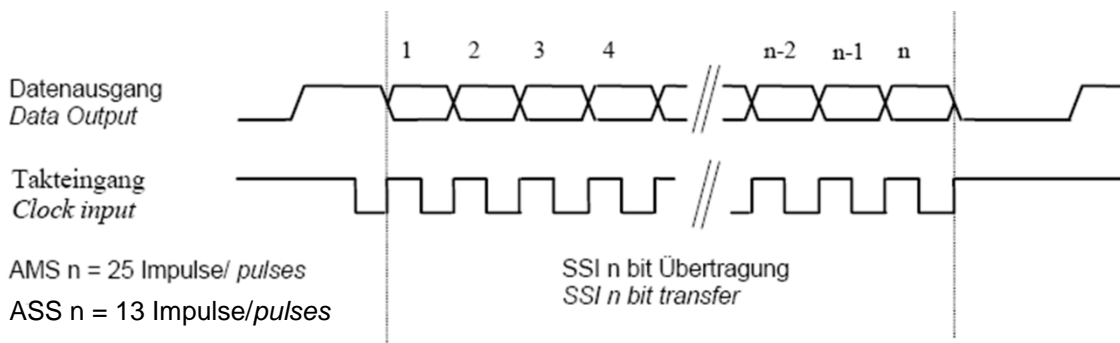 1 2 3 4 n-2 n-1 n
Datenausgang
Data Output
Takteingang
Clock input
AMS n = 25 Impulse/ pulses
ASS n = 13 Impulse/pulses
SSI n bit Übertragung
SSI n bit transfer